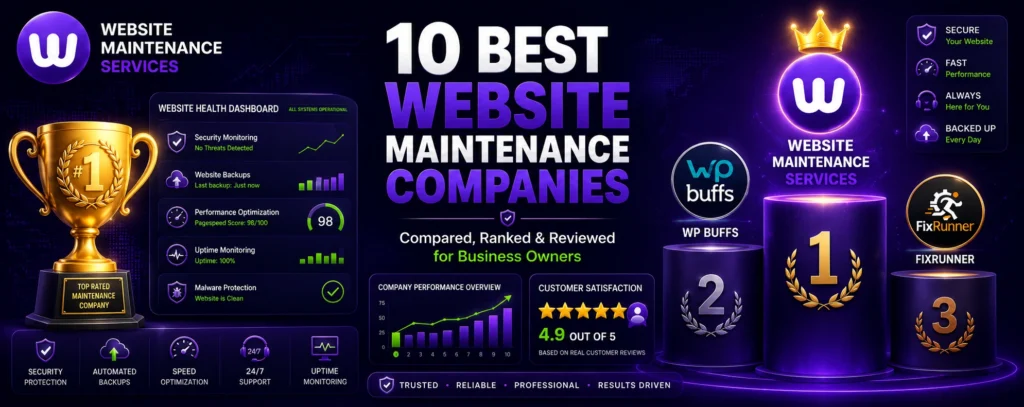 W
WEBSITE
MAINTENANCE
SERVICES
#1
TOP RATED
MAINTENANCE
COMPANY
WEBSITE HEALTH DASHBOARD
ALL SYSTEMS OPERATIONAL
Security Monitoring
No Threats Detected
Website Backups
Last backup: Just now
Performance Optimization
Pagespeed Score: 96/100
98
Uptime Monitoring
Uptime: 100%
Malware Protection
Website is Clean
SECURITY
PROTECTION
AUTOMATED
BACKUPS
SPEED
OPTIMIZATION
24/7
24/7
SUPPORT
UPTIME
MONITORING
10 BEST
WEBSITE
MAINTENANCE
COMPANIES
Compared, Ranked & Reviewed
for Business Owners
COMPANY PERFORMANCE OVERVIEW
75
50
25
0
2 3 4 5 6 7 8 9 10
CUSTOMER SATISFACTION
4.9 OUT OF 5
BASED ON REAL CUSTOMER REVIEWS
TRUSTED • RELIABLE • PROFESSIONAL • RESULTS DRIVEN
wp
buffs
WP BUFFS
2
W
WEBSITE
MAINTENANCE
SERVICES
1
FixRunner
FIXRUNNER
3
SECURE
Your Website
FAST
Performance
ALWAYS
Here for You
BACKED UP
Every Day